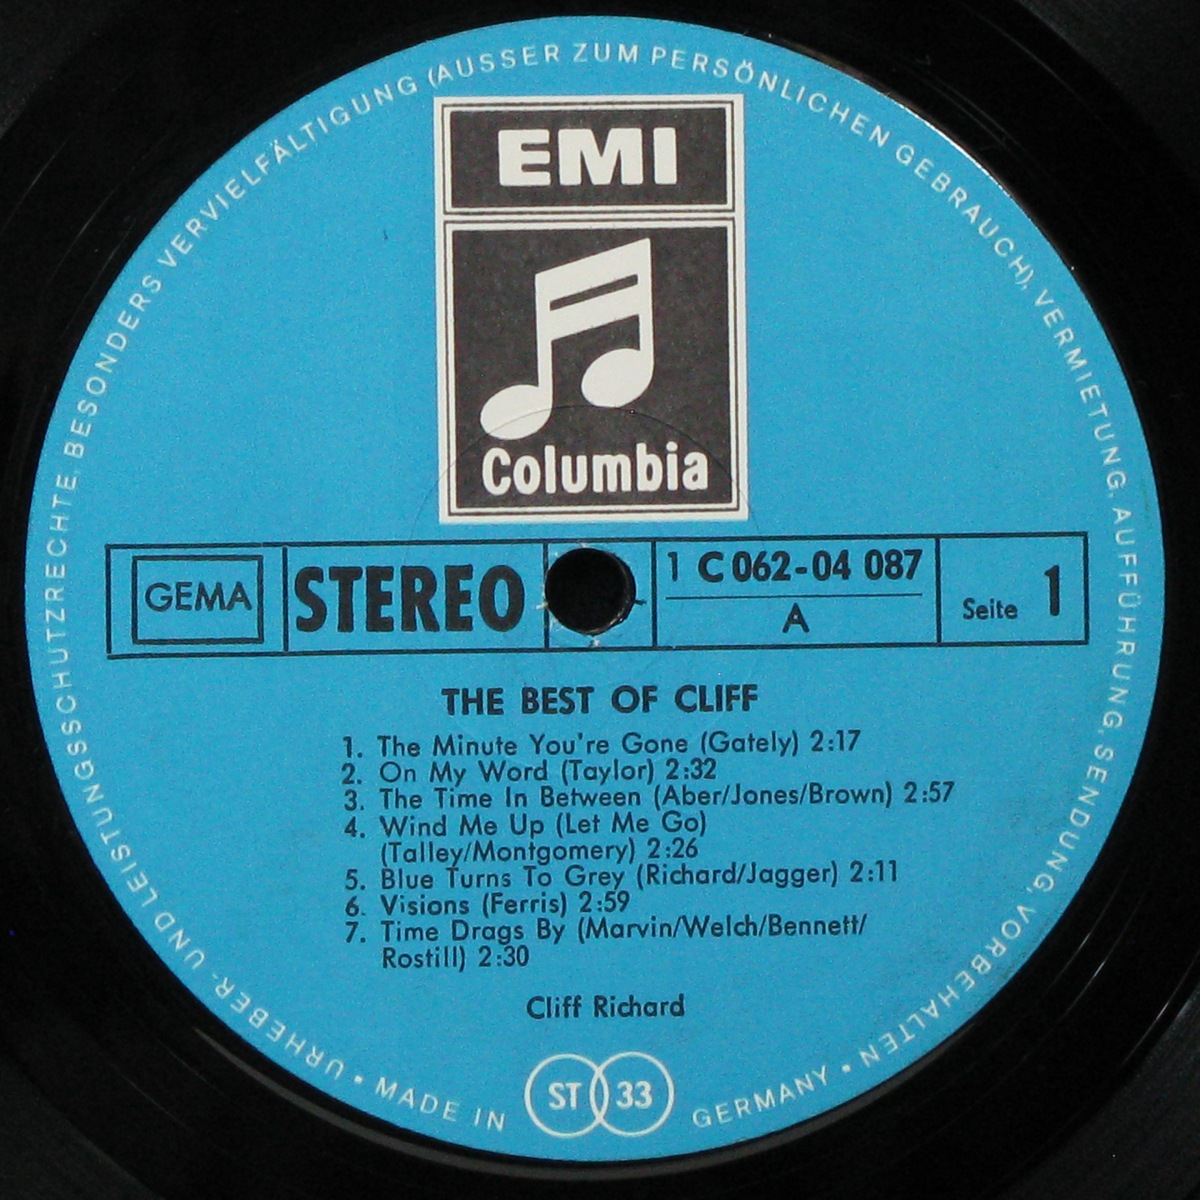 URHEBER- UND LEISTUNGSSCHUTZRECHTE, BESONDERS VERVIELFÄLTIGUNG (AUSSER ZUM PERSÖNLICHEN GEBRAUCH), VERMIETUNG, AUFFÜHRUNG, SENDUNG, VORBEHALTEN •
EMI
Columbia
GEMA
STEREO
1 C 062-04 087
A
Seite 1
THE BEST OF CLIFF
1. The Minute You're Gone (Gately) 2:17
2. On My Word (Taylor) 2:32
3. The Time In Between (Aber/Jones/Brown) 2:57
4. Wind Me Up (Let Me Go)
(Talley/Montgomery) 2:26
5. Blue Turns To Grey (Richard/Jagger) 2:11
6. Visions (Ferris) 2:59
7. Time Drags By (Marvin/Welch/Bennett/
Rostill) 2:30
Cliff Richard
• MADE IN GERMANY
ST 33